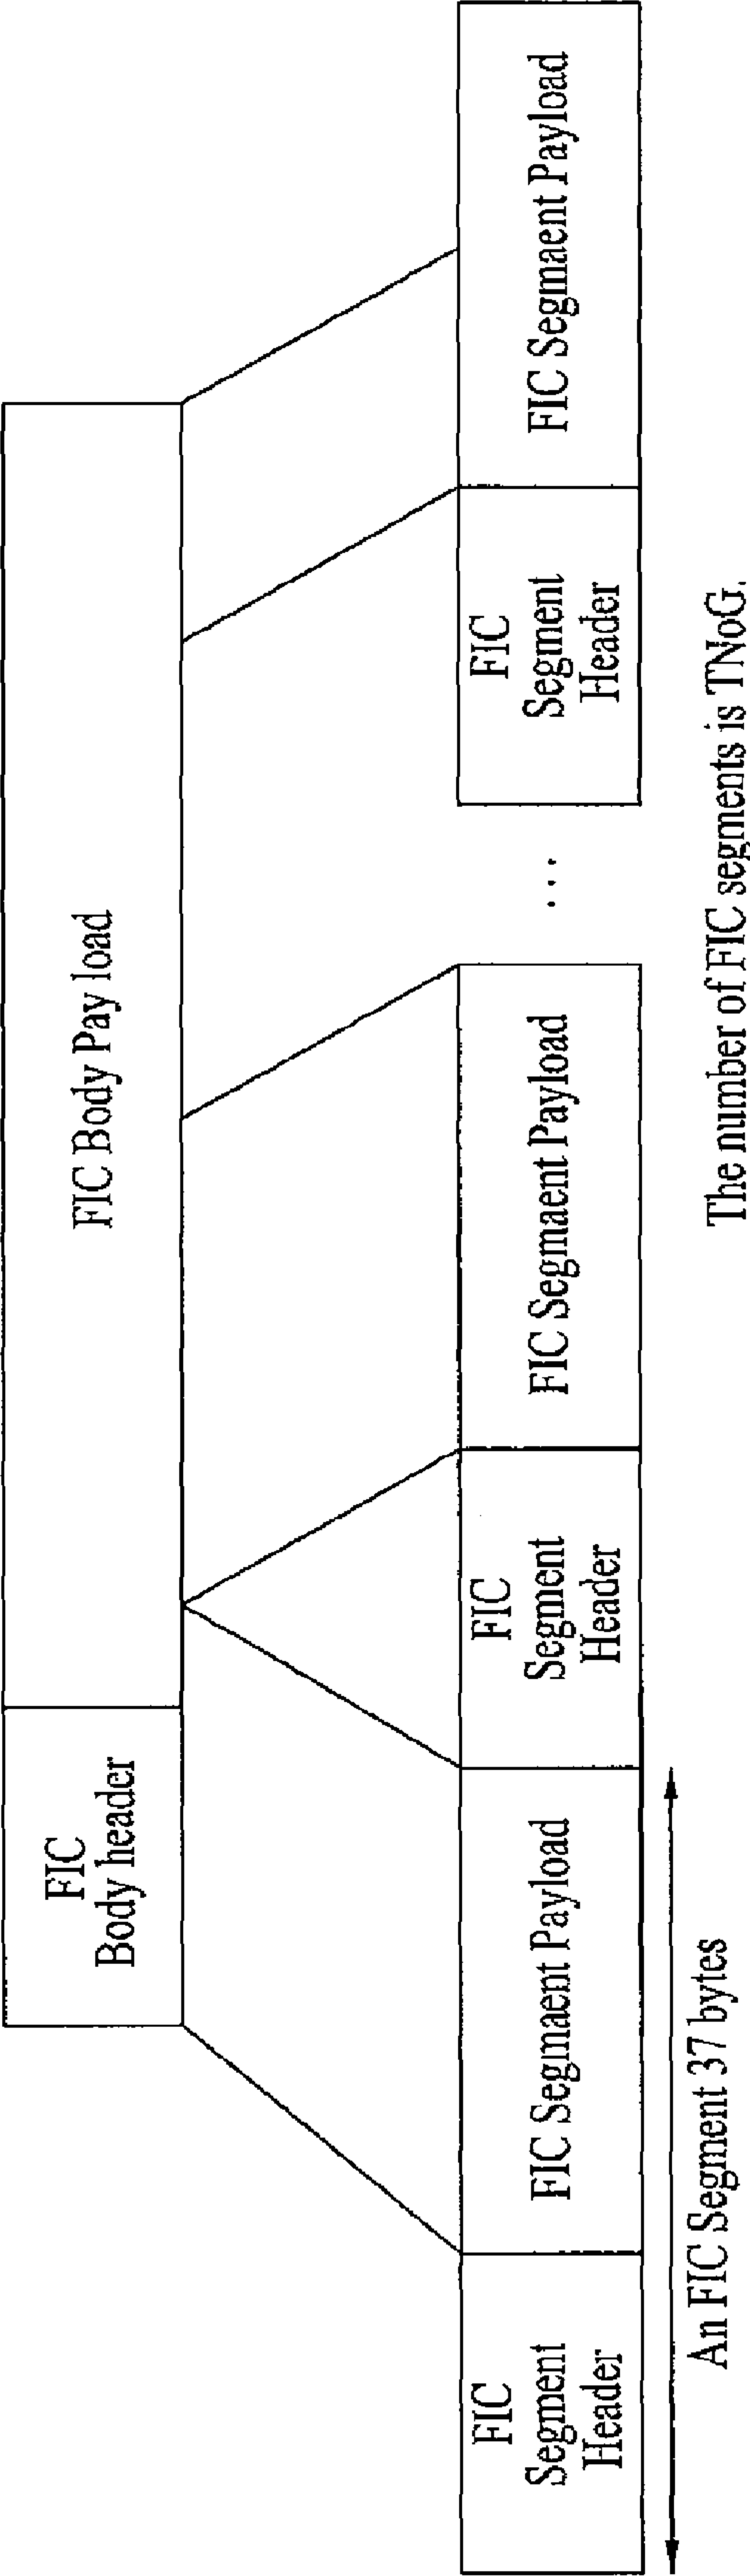 FIC
Body header
FIC Body Pay load
FIC
Segment
Header
FIC Segmaent Payload
FIC
Segment
Header
FIC Segmaent Payload
...
FIC
Segment
Header
FIC Segmaent Payload
An FIC Segment 37 bytes
The number of FIC segments is TNoG.